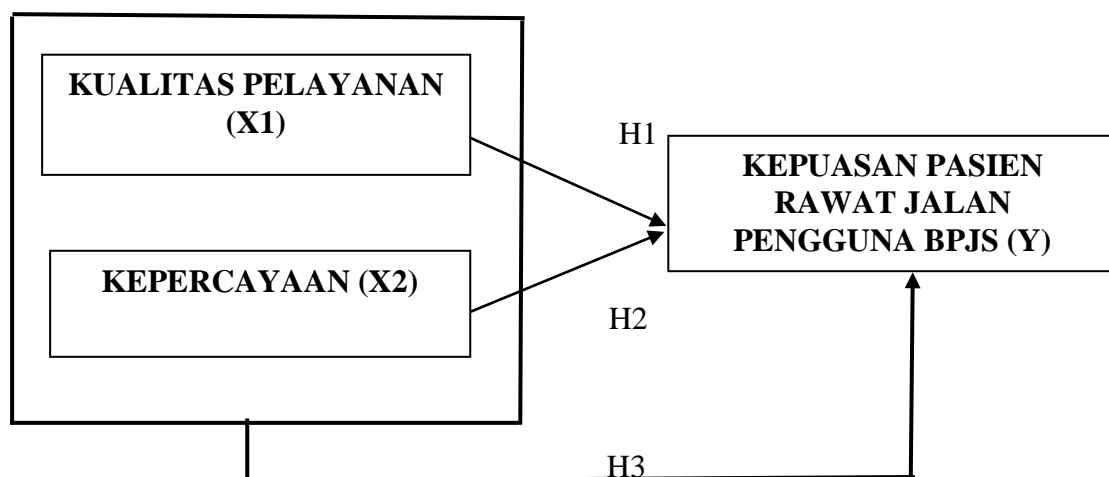 KUALITAS PELAYANAN
(X1)
H1
KEPUASAN PASIEN
RAWAT JALAN
PENGGUNA BPJS (Y)
KEPERCAYAAN (X2)
H2
H3